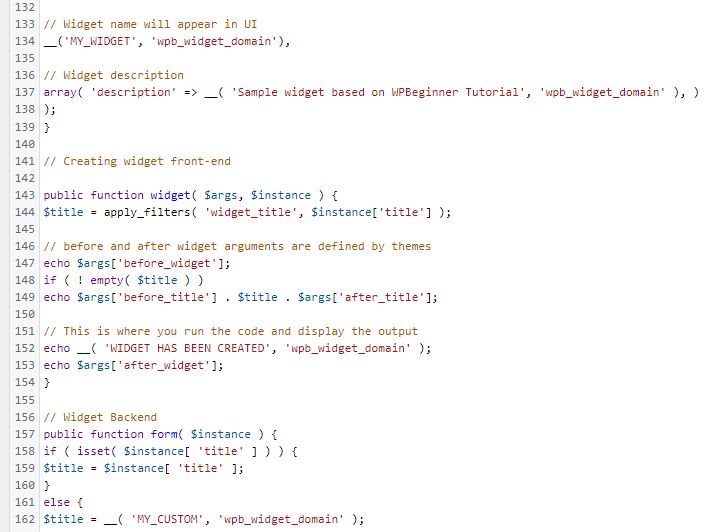 132
133 // Widget name will appear in UI
134 __('MY_WIDGET', 'wpb_widget_domain'),
135
136 // Widget description
137 array( 'description' => __( 'Sample widget based on WPBeginner Tutorial', 'wpb_widget_domain' ), )
138 );
139 }
140
141 // Creating widget front-end
142
143 public function widget( $args, $instance ) {
144 $title = apply_filters( 'widget_title', $instance['title'] );
145
146 // before and after widget arguments are defined by themes
147 echo $args['before_widget'];
148 if ( ! empty( $title ) )
149 echo $args['before_title'] . $title . $args['after_title'];
150
151 // This is where you run the code and display the output
152 echo __( 'WIDGET HAS BEEN CREATED', 'wpb_widget_domain' );
153 echo $args['after_widget'];
154 }
155
156 // Widget Backend
157 public function form( $instance ) {
158 if ( isset( $instance[ 'title' ] ) ) {
159 $title = $instance[ 'title' ];
160 }
161 else {
162 $title = __( 'MY_CUSTOM', 'wpb_widget_domain' );